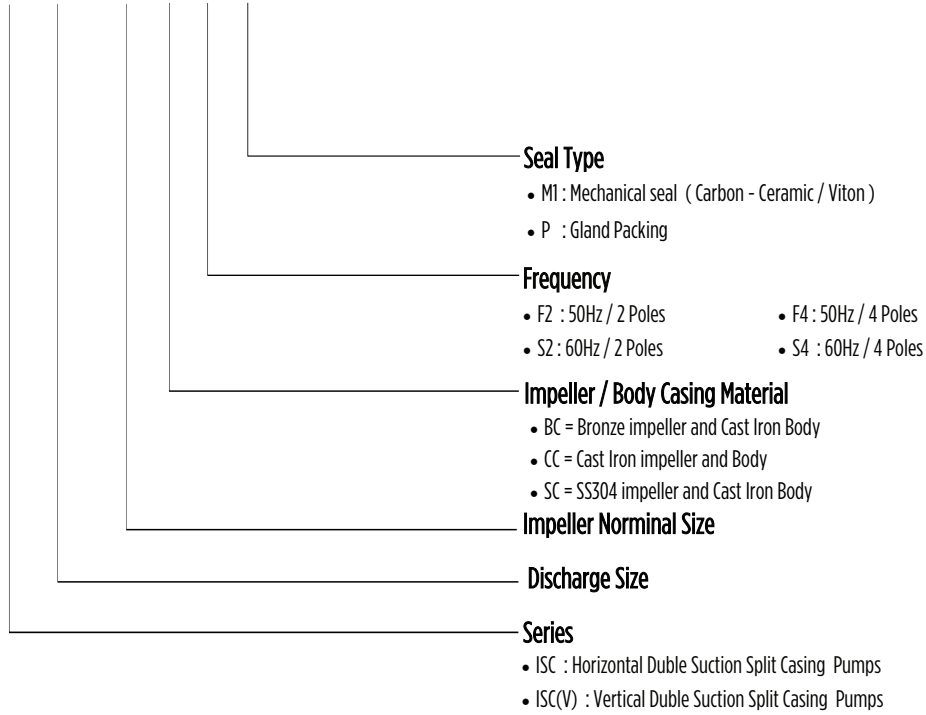 Seal Type
• M1 : Mechanical seal ( Carbon - Ceramic / Viton )
• P : Gland Packing
Frequency
• F2 : 50Hz / 2 Poles • F4 : 50Hz / 4 Poles
• S2 : 60Hz / 2 Poles • S4 : 60Hz / 4 Poles
Impeller / Body Casing Material
• BC = Bronze impeller and Cast Iron Body
• CC = Cast Iron impeller and Body
• SC = SS304 impeller and Cast Iron Body
Impeller Norminal Size
Discharge Size
Series
• ISC : Horizontal Duble Suction Split Casing Pumps
• ISC(V) : Vertical Duble Suction Split Casing Pumps